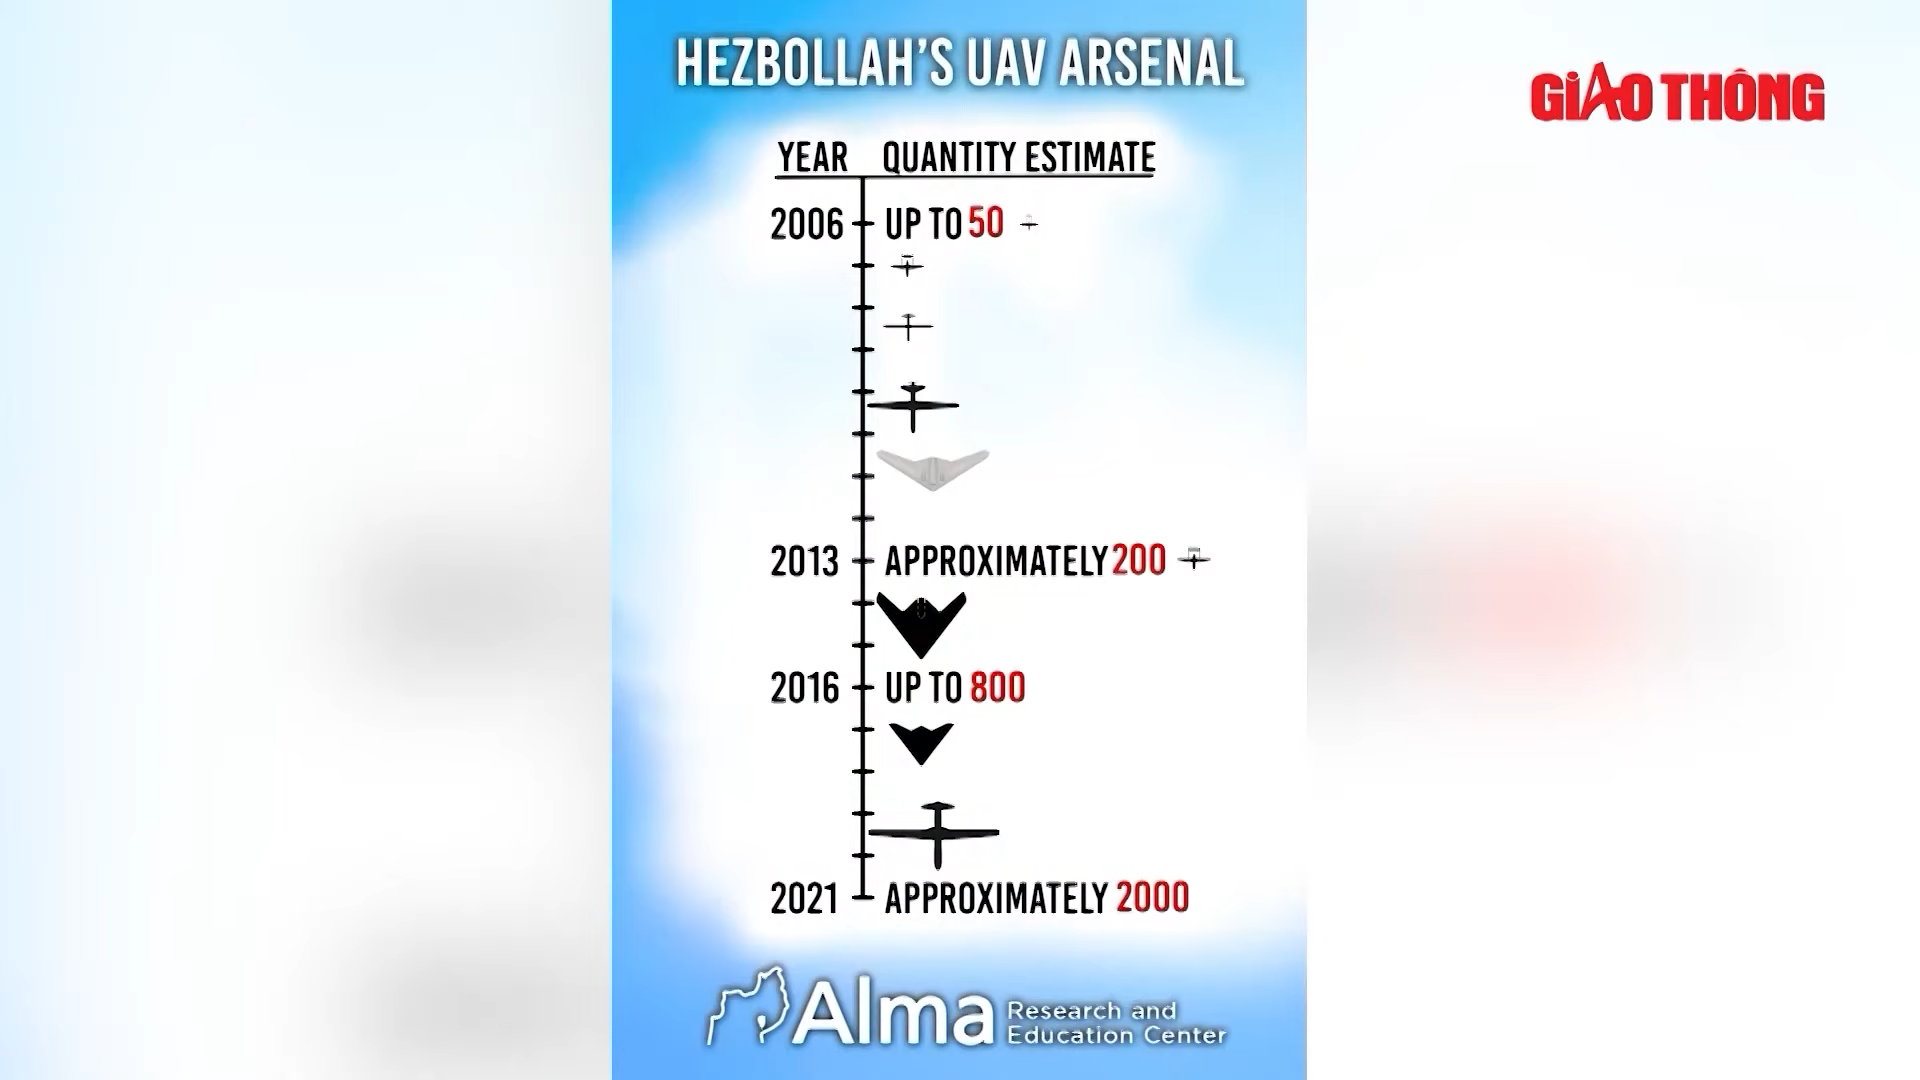 HEZBOLLAH'S UAV ARSENAL
GIAO THÔNG
YEAR QUANTITY ESTIMATE
2006 UP TO 50
2013 APPROXIMATELY 200
2016 UP TO 800
2021 APPROXIMATELY 2000
Alma Research and
Education Center